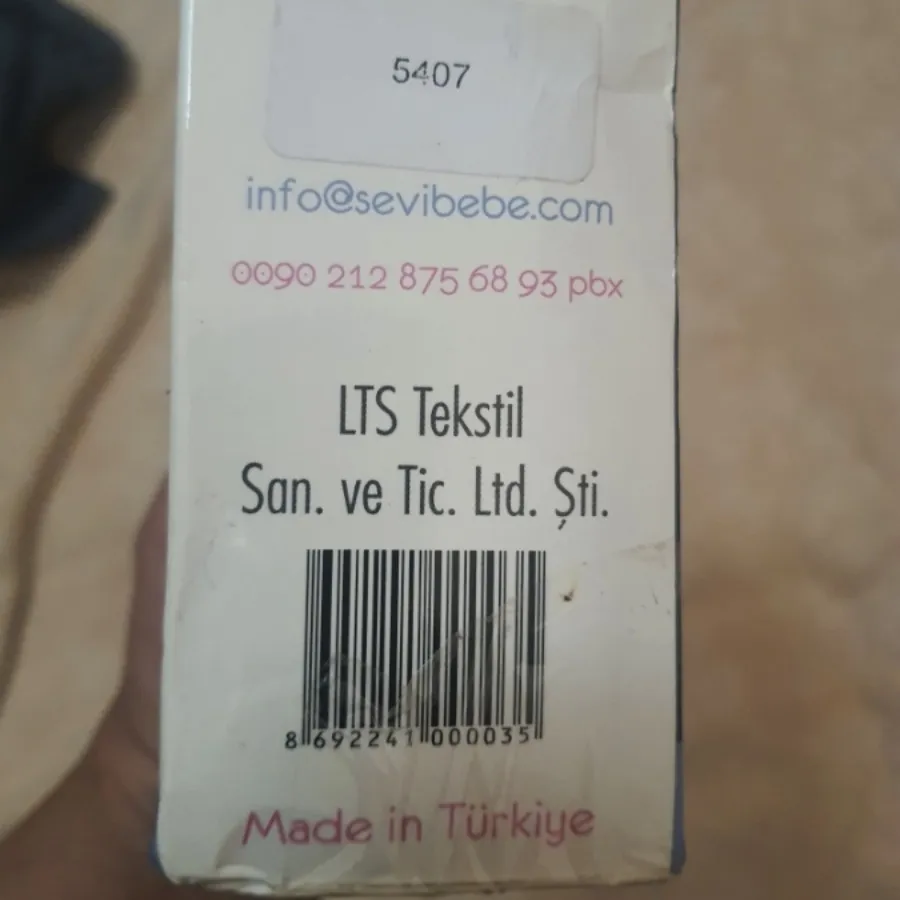 5407
info@sevibebe.com
0090 212 875 68 93 pbx
LTS Tekstil
San. ve Tic. Ltd. Şti.
8 692241 000035
Made in Türkiye